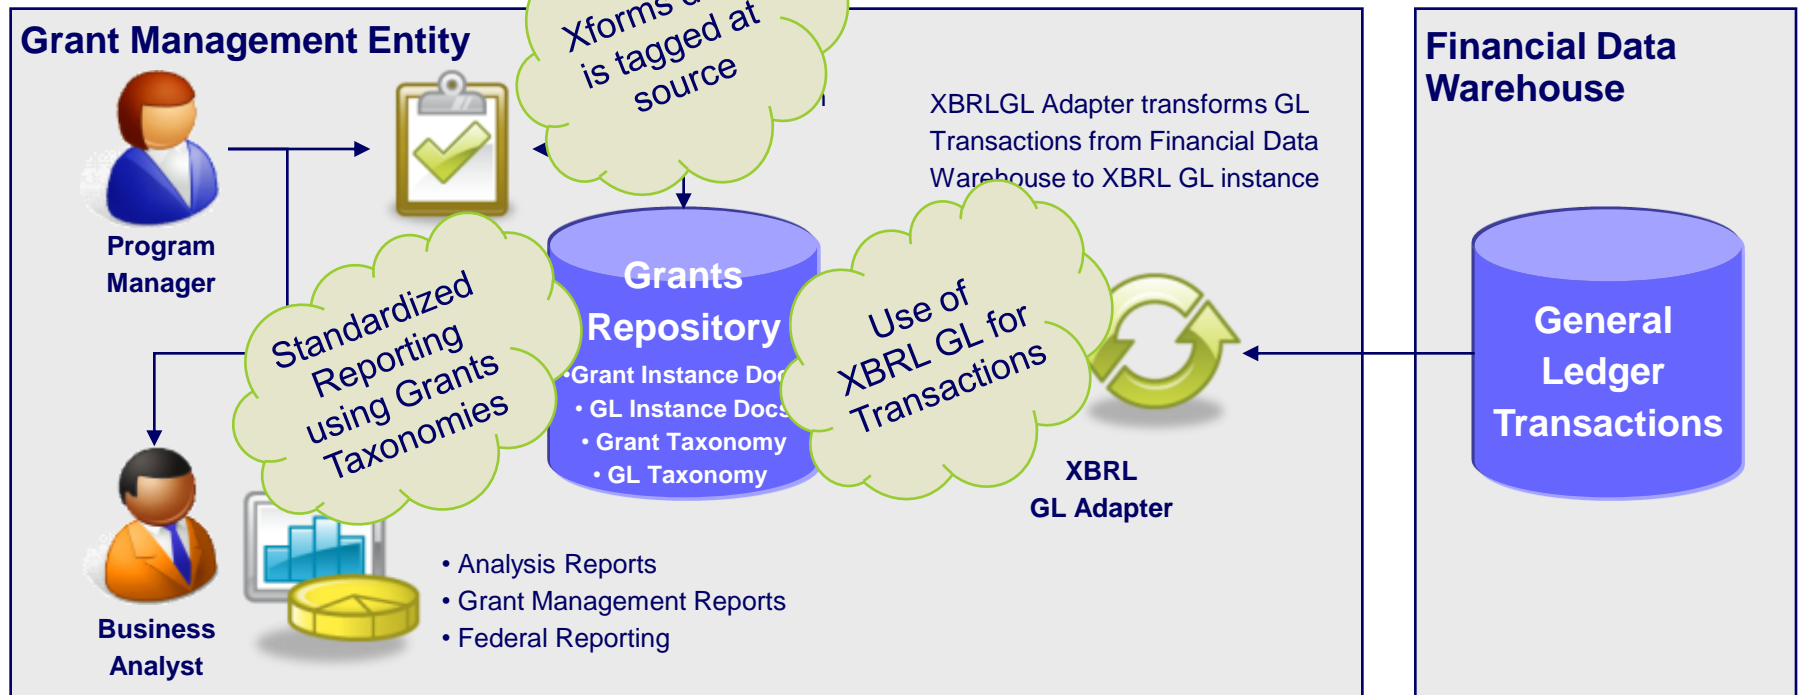 Grant Management Entity
Xforms
is tagged at
source
Financial Data
Warehouse
XBRLGL Adapter transforms GL
Transactions from Financial Data
Warehouse to XBRL GL instance
Program
Manager
Standardized
Reporting
using Grants
Taxonomies
Grants
Repository
•Grant Instance Docs
• GL Instance Docs
• Grant Taxonomy
• GL Taxonomy
Use of
XBRL GL for
Transactions
General
Ledger
Transactions
XBRL
GL Adapter
• Analysis Reports
• Grant Management Reports
• Federal Reporting
Business
Analyst